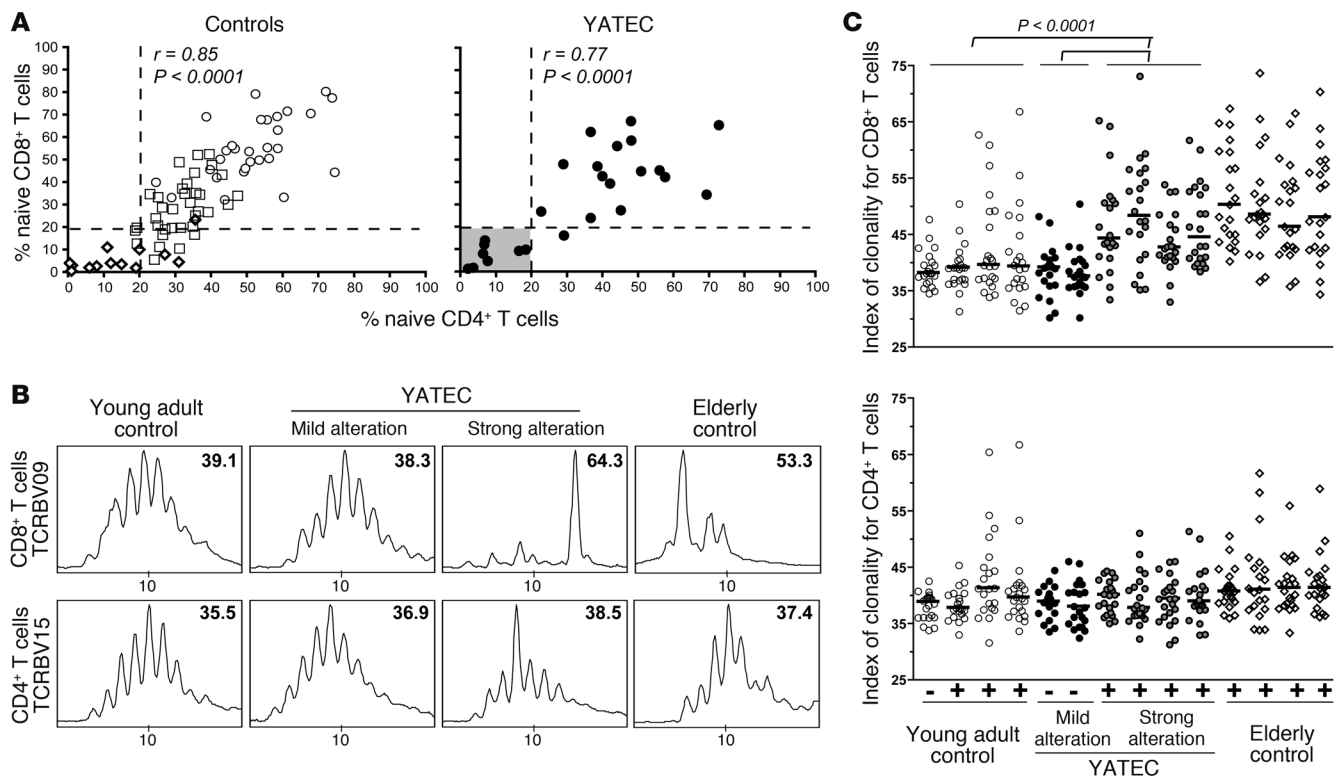 A
Controls
YATEC
r = 0.85
P < 0.0001
r = 0.77
P < 0.0001
% naive CD8⁺ T cells
100
90
80
70
60
50
40
30
20
10
0
0 10 20 30 40 50 60 70 80 90 100
0 10 20 30 40 50 60 70 80 90 100
% naive CD4⁺ T cells
B
YATEC
Young adult
control
Mild alteration
Strong alteration
Elderly
control
CD8⁺ T cells
TCRBV09
39.1
38.3
64.3
53.3
10 10 10 10
CD4⁺ T cells
TCRBV15
35.5
36.9
38.5
37.4
10 10 10 10
C
P < 0.0001
Index of clonality for CD8⁺ T cells
75
65
55
45
35
25
Index of clonality for CD4⁺ T cells
75
65
55
45
35
25
- + + + - - + + + + + + + +
Young adult
control
Mild
alteration
Strong
alteration
YATEC
Elderly
control